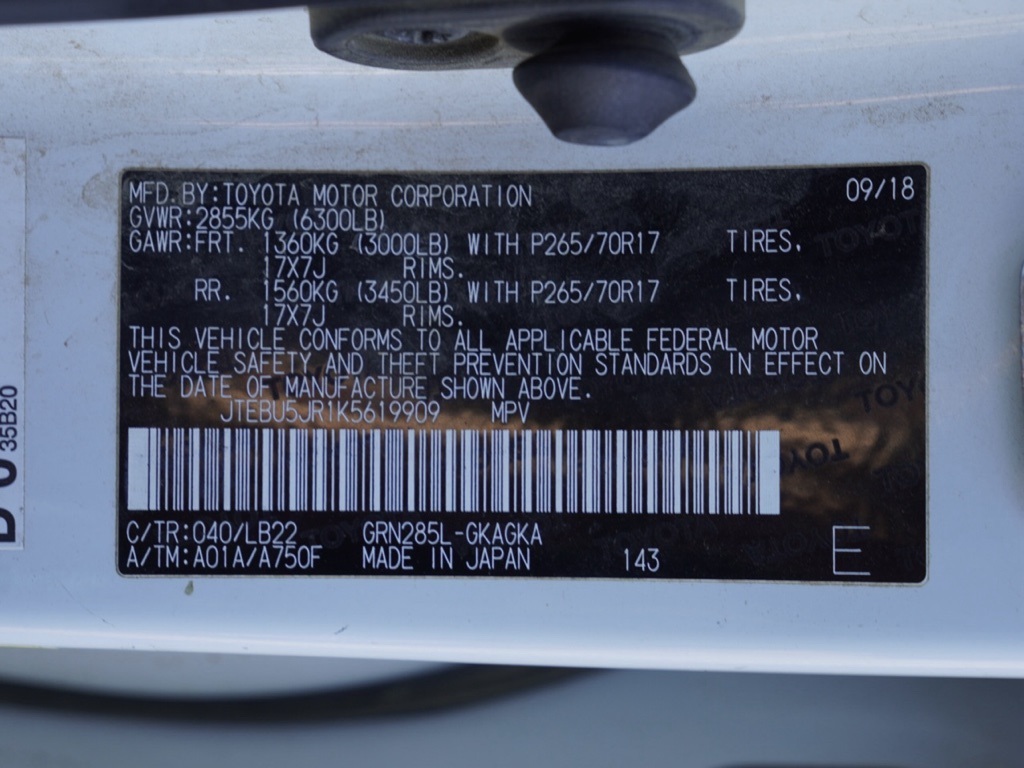 MFD. BY:TOYOTA MOTOR CORPORATION 09/18
GVWR:2855KG (6300LB)
GAWR:FRT. 1360KG (3000LB) WITH P265/70R17 TIRES,
17X7J RIMS.
RR. 1560KG (3450LB) WITH P265/70R17 TIRES,
17X7J RIMS.
THIS VEHICLE CONFORMS TO ALL APPLICABLE FEDERAL MOTOR
VEHICLE SAFETY AND THEFT PREVENTION STANDARDS IN EFFECT ON
THE DATE OF MANUFACTURE SHOWN ABOVE.
JTEBU5JR1K5619909 MPV
C/TR:040/LB22 GRN285L-GKAGKA
A/TM:A01A/A750F MADE IN JAPAN 143 E
35B20